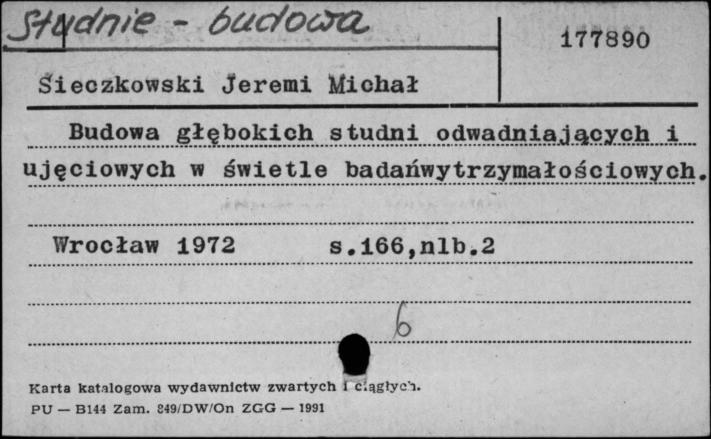 Studnie - budowa
177890
Sieczkowski Jeremi Michał
Budowa głębokich studni odwadniających i
ujęciowych w świetle badańwytrzymałościowych.
Wrocław 1972 s.166,nlb.2
6
Karta katalogowa wydawnictw zwartych i ciągłych.
PU — B144 Zam. 849/DW/On ZGG — 1991